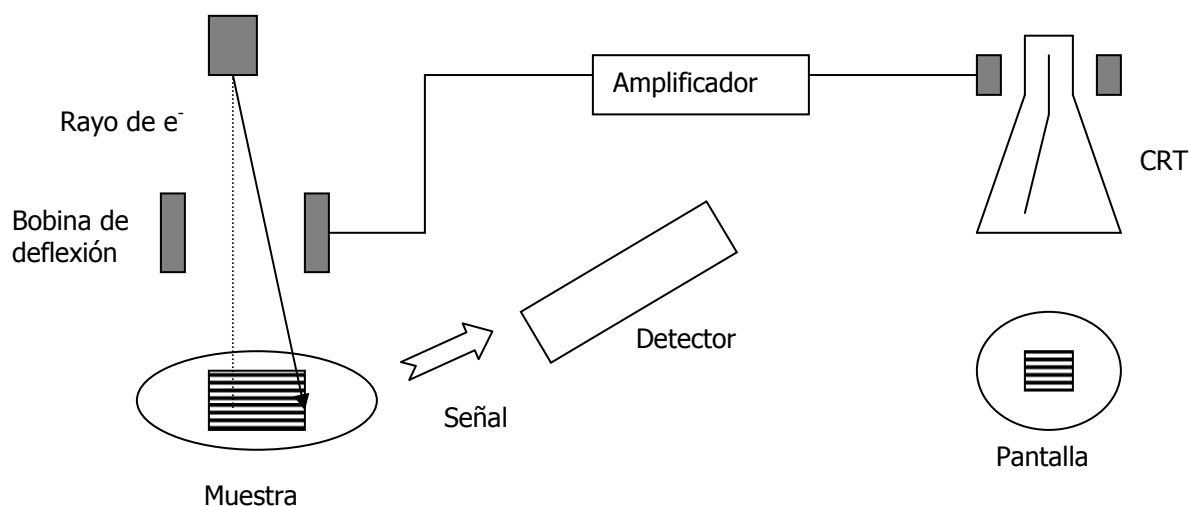 Amplificador
Rayo de e-
CRT
Bobina de
deflexión
Detector
Señal
Pantalla
Muestra